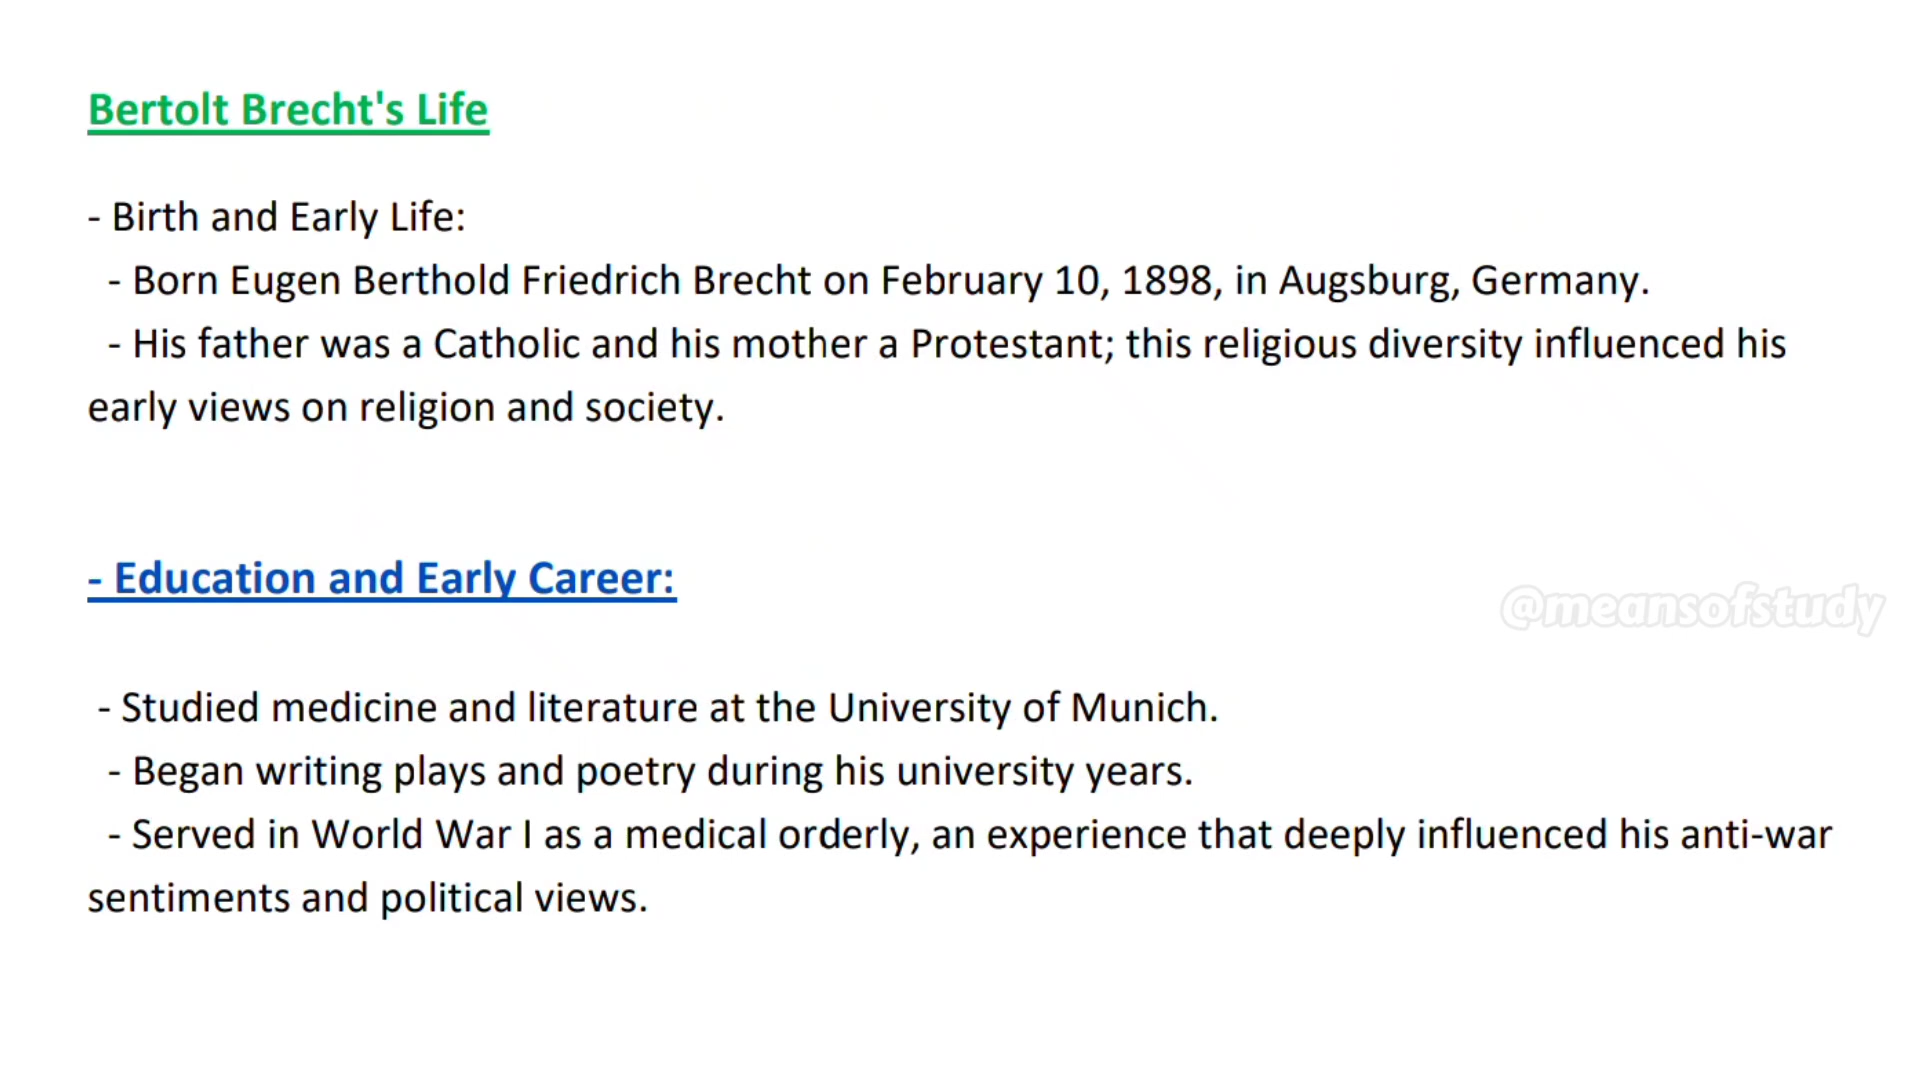 Bertolt Brecht's Life
- Birth and Early Life:
- Born Eugen Berthold Friedrich Brecht on February 10, 1898, in Augsburg, Germany.
- His father was a Catholic and his mother a Protestant; this religious diversity influenced his
early views on religion and society.
- Education and Early Career:
@meansofstudy
- Studied medicine and literature at the University of Munich.
- Began writing plays and poetry during his university years.
- Served in World War I as a medical orderly, an experience that deeply influenced his anti-war
sentiments and political views.